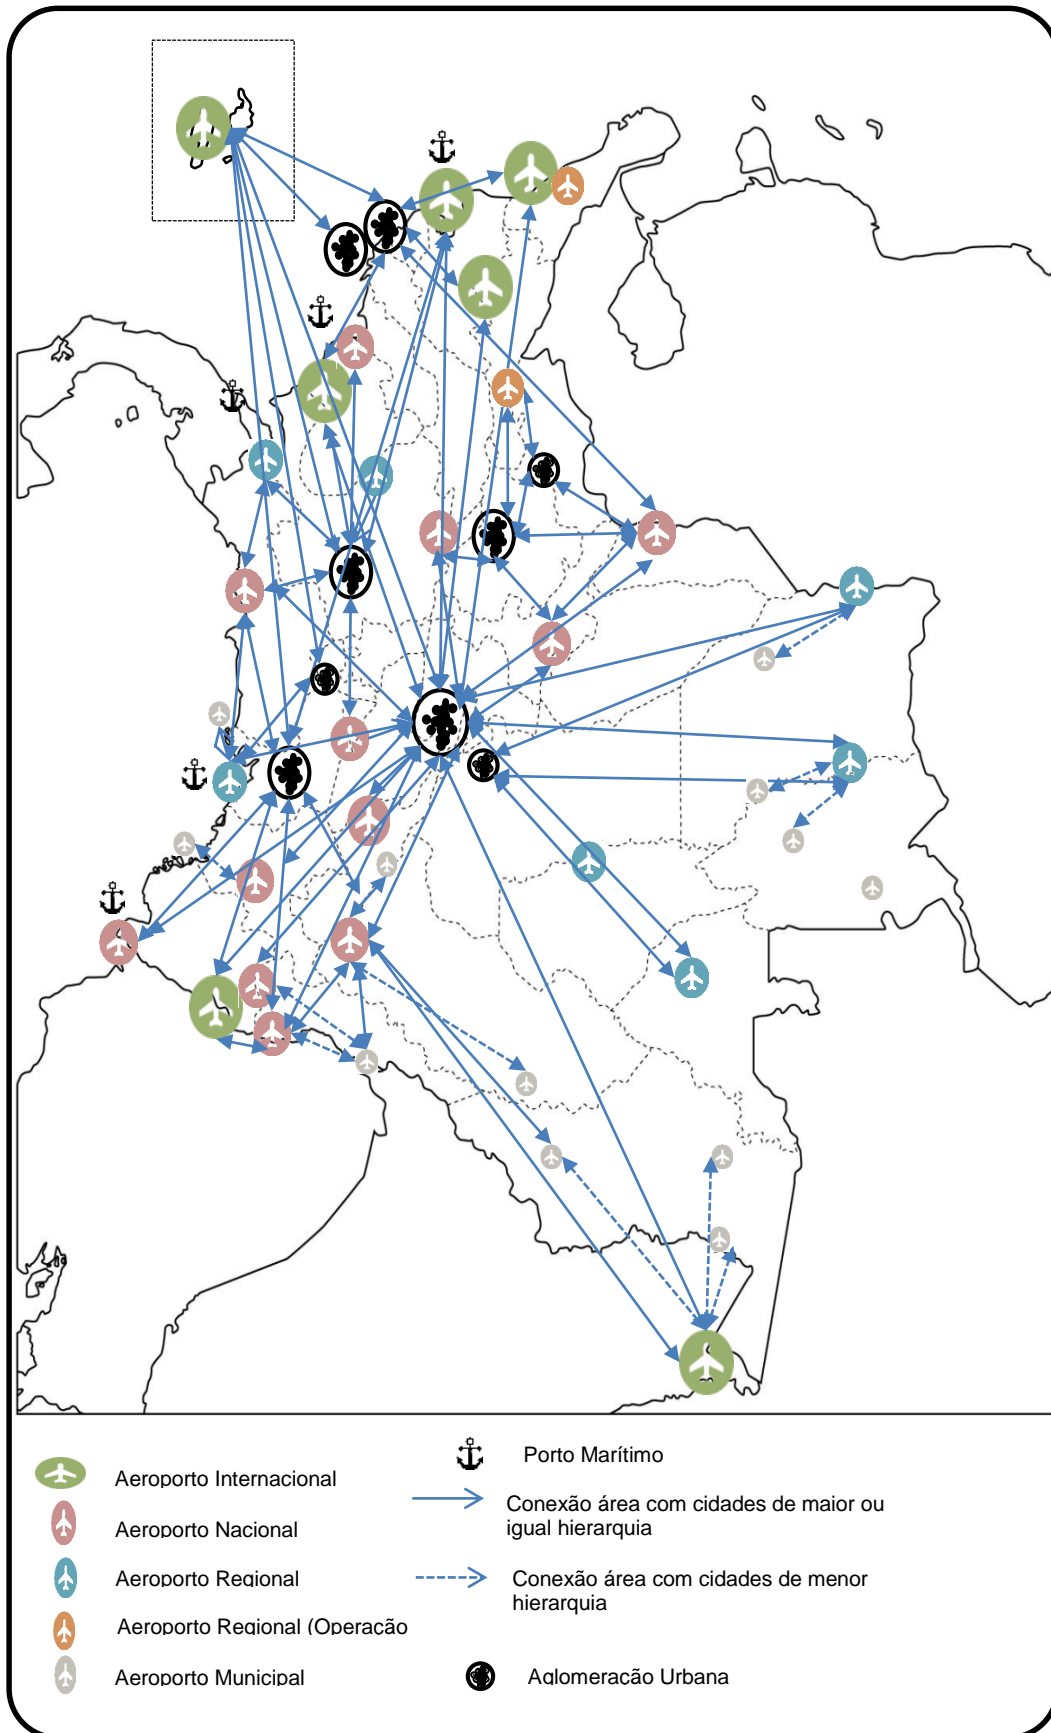 Aeroporto Internacional
Aeroporto Nacional
Aeroporto Regional
Aeroporto Regional (Operação
Aeroporto Municipal
Porto Marítimo
Conexão área com cidades de maior ou
igual hierarquia
Conexão área com cidades de menor
hierarquia
Aglomeração Urbana